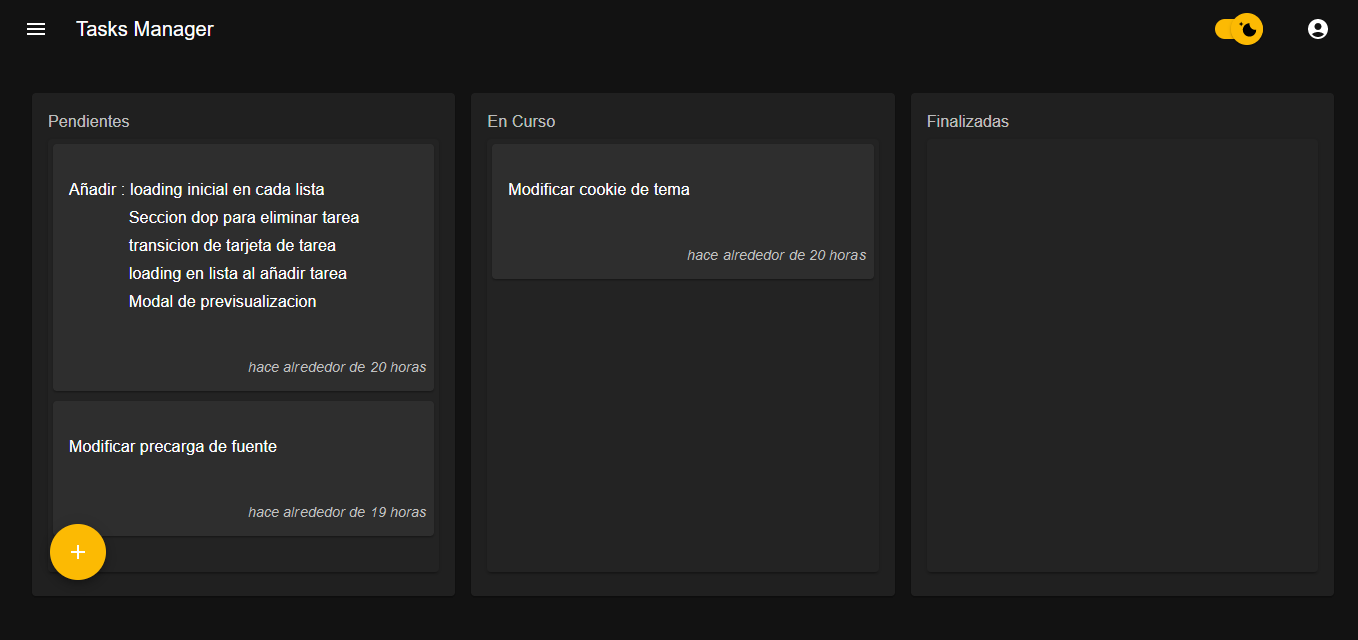 Tasks Manager
Pendientes
Añadir : loading inicial en cada lista
Seccion dop para eliminar tarea
transicion de tarjeta de tarea
loading en lista al añadir tarea
Modal de previsualizacion
hace alrededor de 20 horas
Modificar precarga de fuente
hace alrededor de 19 horas
En Curso
Modificar cookie de tema
hace alrededor de 20 horas
Finalizadas